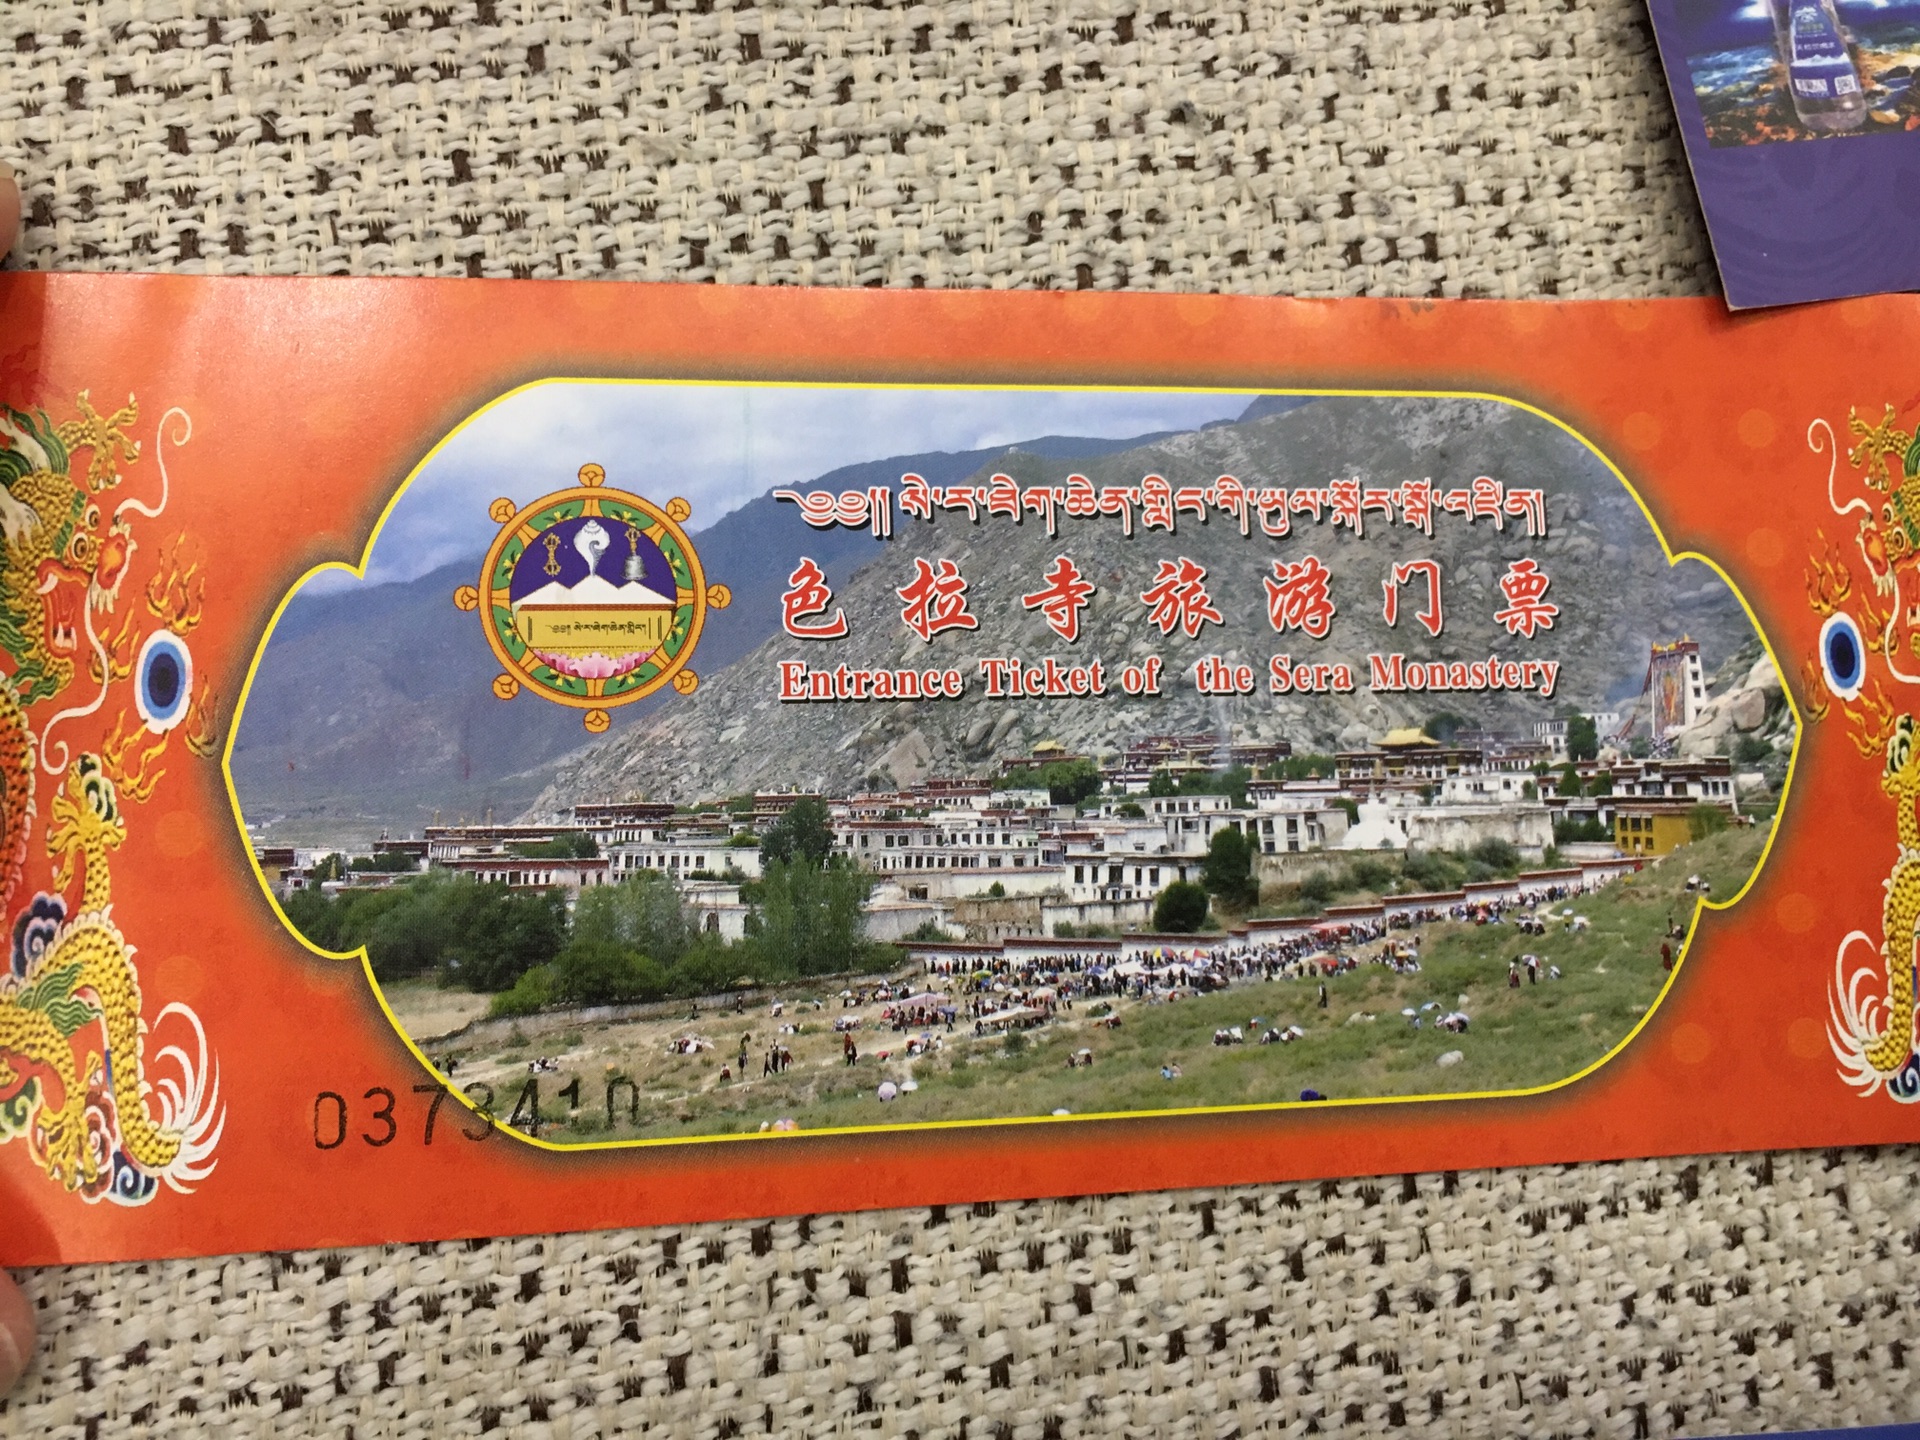 ༄༅།། སེ་ར་ཐེག་ཆེན་གླིང་གི་ཡུལ་སྐོར་སྒོ་འཛིན།
色拉寺旅游门票
Entrance Ticket of the Sera Monastery
༄༅།། སེ་ར་ཐེག་ཆེན་གླིང་།
0373410